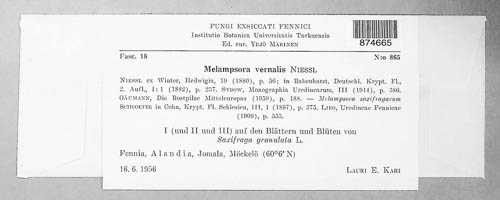 FUNGI EXSICCATI FENNICI
Institutio Botanica Universitatis Turkuensis
Ed. cur. YRJÖ MÄKINEN
874665
Fasc. 18
N:o 865
Melampsora vernalis NIESSL
NIESSL ex Winter, Hedwigia, 19 (1880), p. 56; in Rabenhorst, Deutschl. Krypt. Fl.,
2. Aufl., I: 1 (1882), p. 237. SYDOW, Monographia Uredinearum, III (1914), p. 386.
GÄUMANN, Die Rostpilze Mitteleuropas (1959), p. 188. — Melampsora saxifragarum
SCHROETER in Cohn, Krypt. Fl. Schlesien, III, 1 (1887), p. 375. LIRO, Uredineae Fennicae
(1908), p. 553.
I (und II und III) auf den Blättern und Blüten von
Saxifraga granulata L.
Fennia, Alandia, Jomala, Möckelö (60°6′ N)
16. 6. 1956
LAURI E. KARI